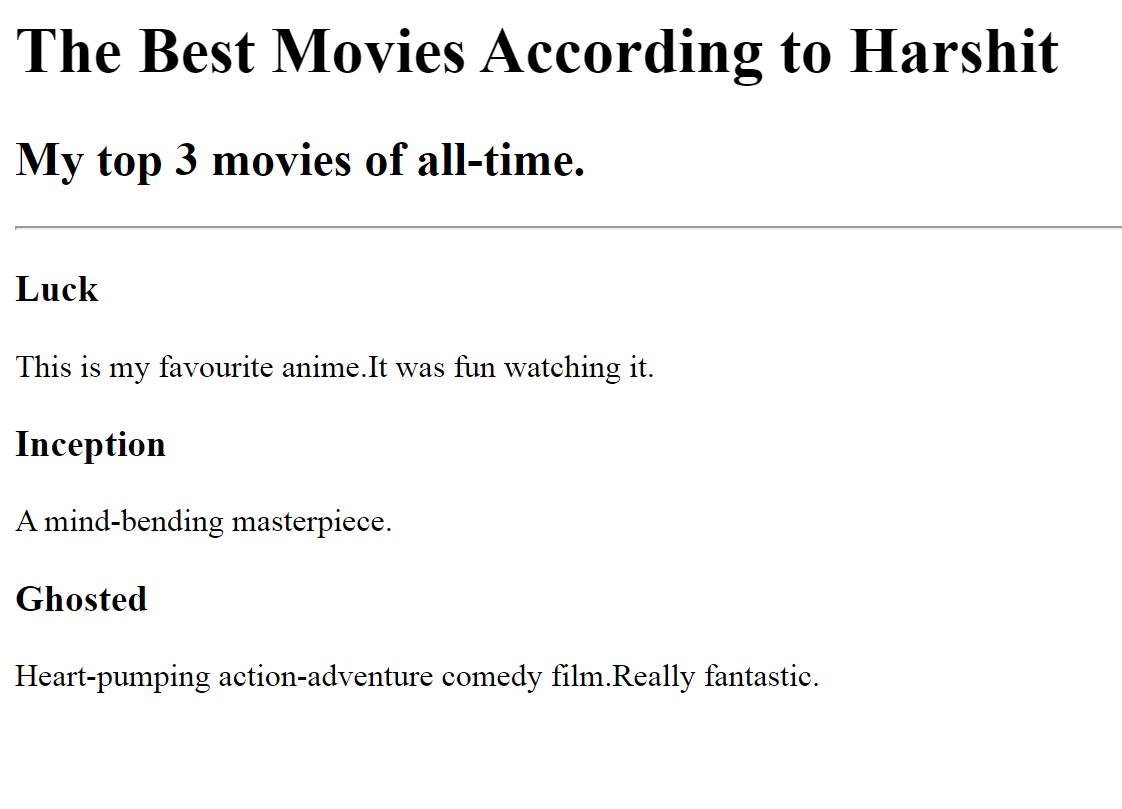 The Best Movies According to Harshit
My top 3 movies of all-time.
Luck
This is my favourite anime.It was fun watching it.
Inception
A mind-bending masterpiece.
Ghosted
Heart-pumping action-adventure comedy film.Really fantastic.